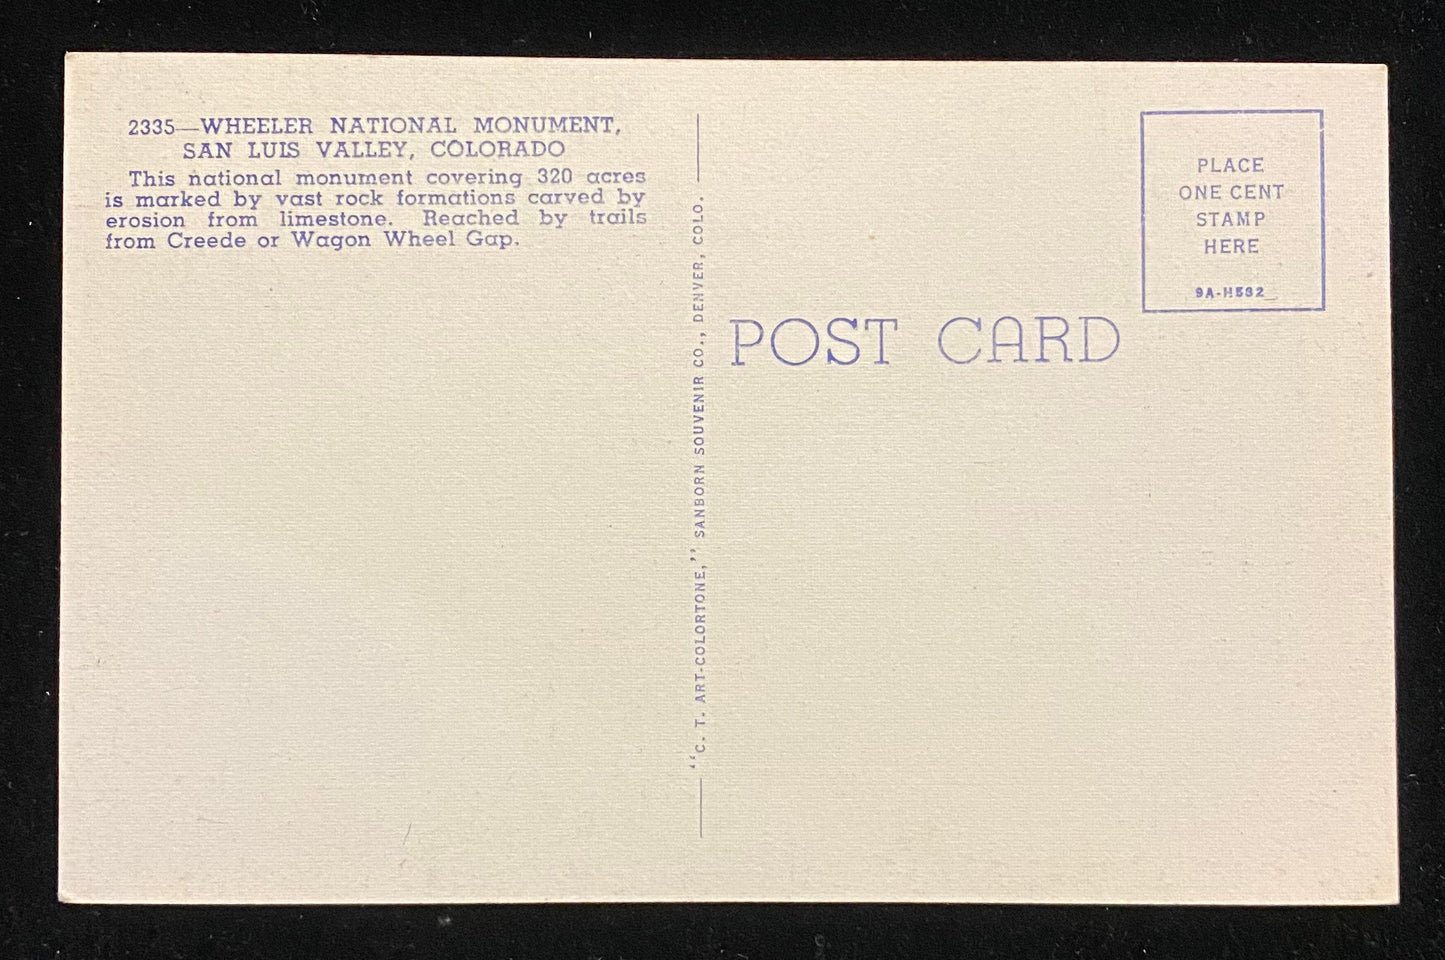 2335—WHEELER NATIONAL MONUMENT,
SAN LUIS VALLEY, COLORADO
This national monument covering 320 acres
is marked by vast rock formations carved by
erosion from limestone. Reached by trails
from Creede or Wagon Wheel Gap.
"C. T. ART-COLORTONE," SANBORN SOUVENIR CO., DENVER, COLO.
POST CARD
PLACE
ONE CENT
STAMP
HERE
9A-H532